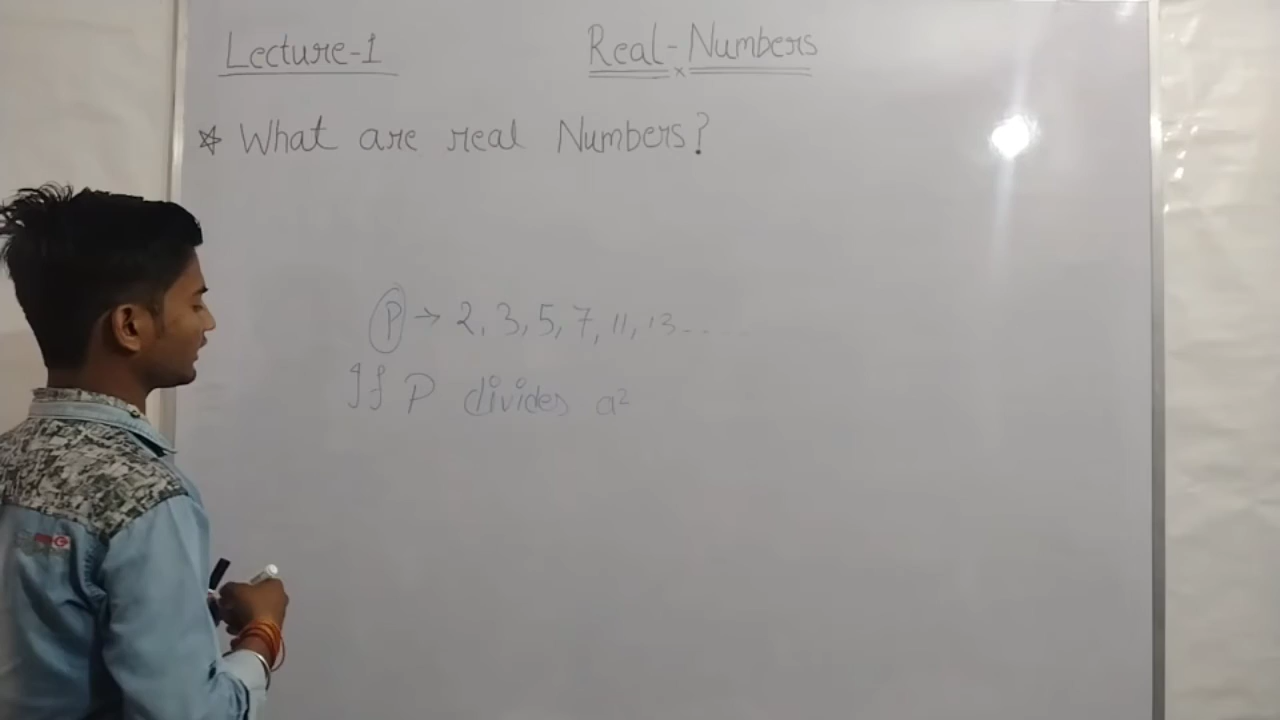 Lecture-1 Real-Numbers
☆ What are real Numbers?
P → 2, 3, 5, 7, 11, 13...
If P divides a²